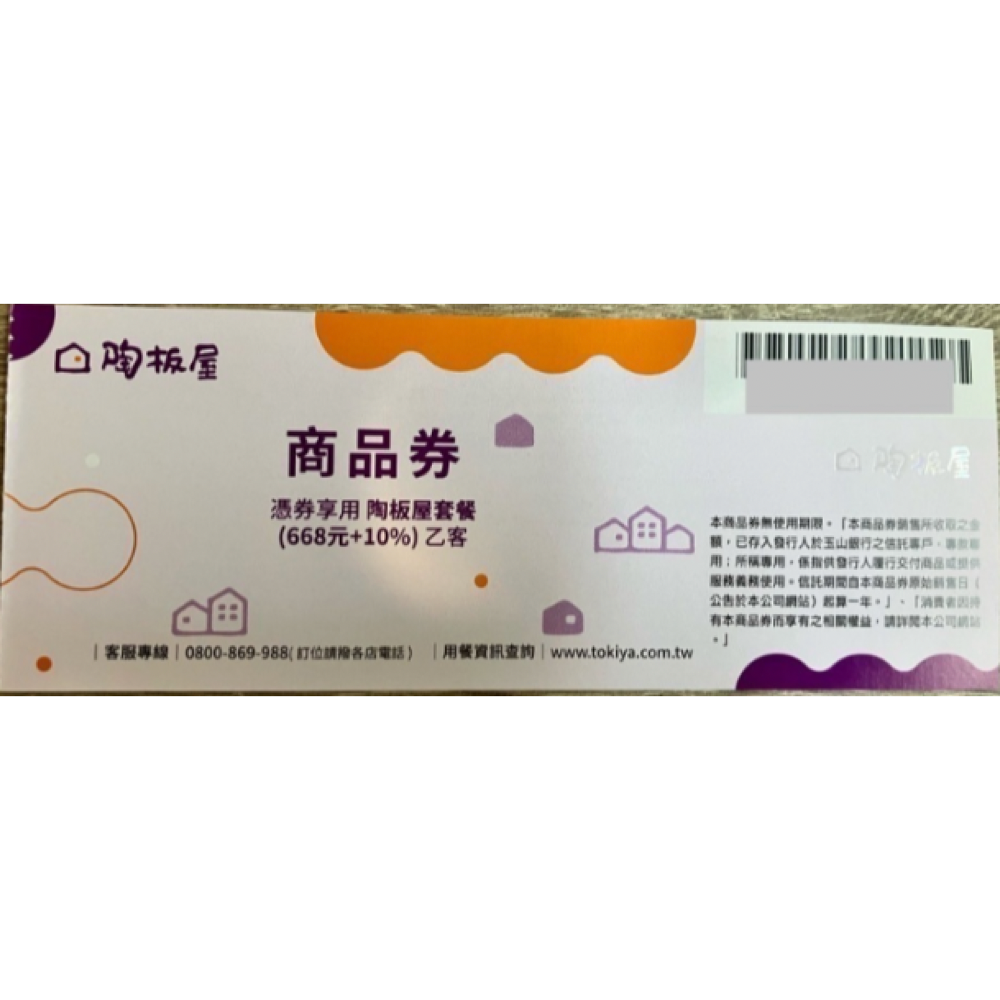 陶板屋
商品券
憑券享用 陶板屋套餐
(668元+10%) 乙客
｜客服專線｜0800-869-988(訂位請撥各店電話) ｜用餐資訊查詢｜www.tokiya.com.tw
陶板屋
本商品券無使用期限。「本商品券銷售所收取之金
額，已存入發行人於玉山銀行之信託專戶，專款專
用；所稱專用，係指供發行人履行交付商品或提供
服務義務使用。信託期間自本商品券原始銷售日（
公告於本公司網站）起算一年。」、「消費者因持
有本商品券而享有之相關權益，請詳閱本公司網站
。」